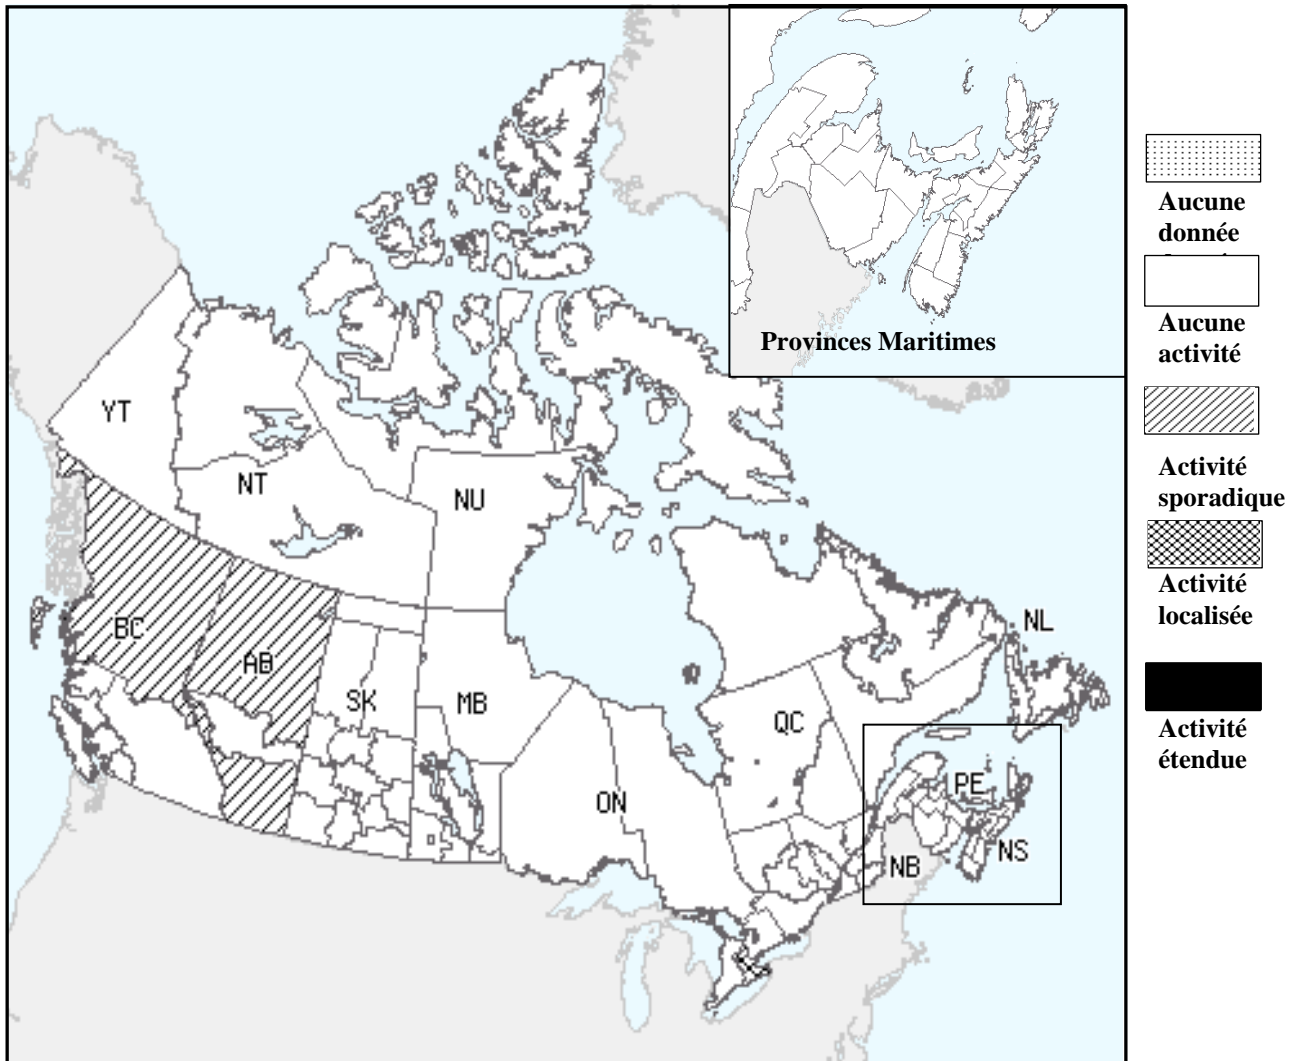 Provinces Maritimes
YT
NT
NU
BC
AB
SK
MB
ON
QC
NL
PE
NB
NS
Aucune
donnée
Aucune
activité
Activité
sporadique
Activité
localisée
Activité
étendue